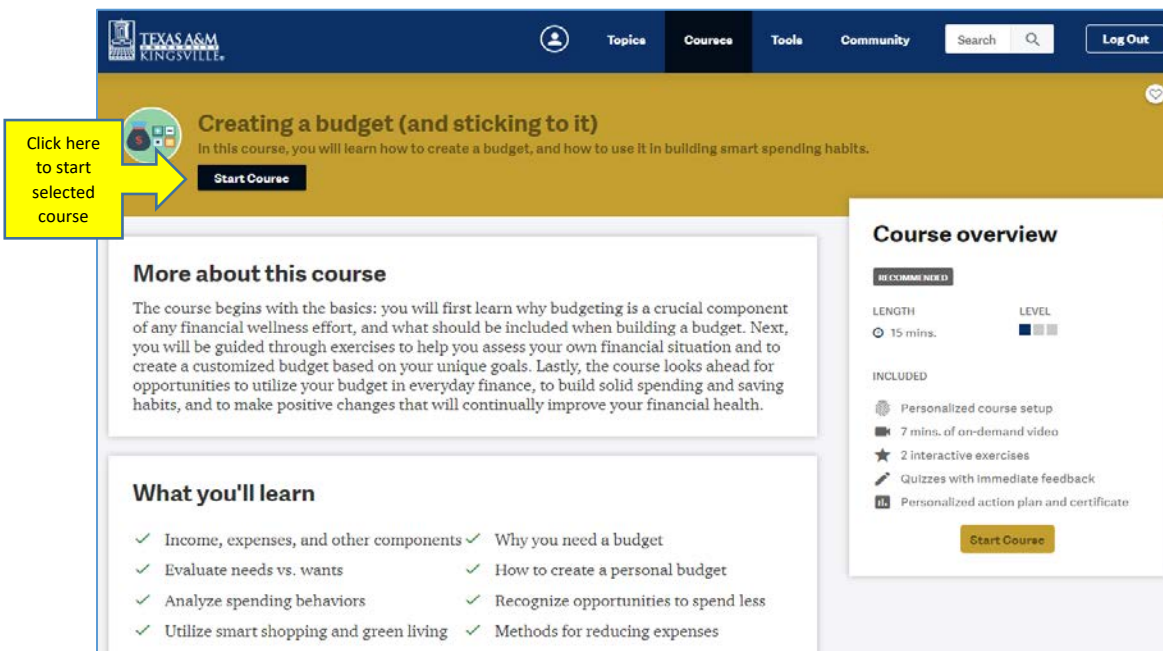 TEXAS A&M
UNIVERSITY
KINGSVILLE®
Topics
Courses
Tools
Community
Search
Log Out
Click here
to start
selected
course
Creating a budget (and sticking to it)
In this course, you will learn how to create a budget, and how to use it in building smart spending habits.
Start Course
More about this course
The course begins with the basics: you will first learn why budgeting is a crucial component
of any financial wellness effort, and what should be included when building a budget. Next,
you will be guided through exercises to help you assess your own financial situation and to
create a customized budget based on your unique goals. Lastly, the course looks ahead for
opportunities to utilize your budget in everyday finance, to build solid spending and saving
habits, and to make positive changes that will continually improve your financial health.
What you'll learn
Income, expenses, and other components
Why you need a budget
Evaluate needs vs. wants
How to create a personal budget
Analyze spending behaviors
Recognize opportunities to spend less
Utilize smart shopping and green living
Methods for reducing expenses
Course overview
RECOMMENDED
LENGTH
LEVEL
15 mins.
INCLUDED
Personalized course setup
7 mins. of on-demand video
2 interactive exercises
Quizzes with immediate feedback
Personalized action plan and certificate
Start Course